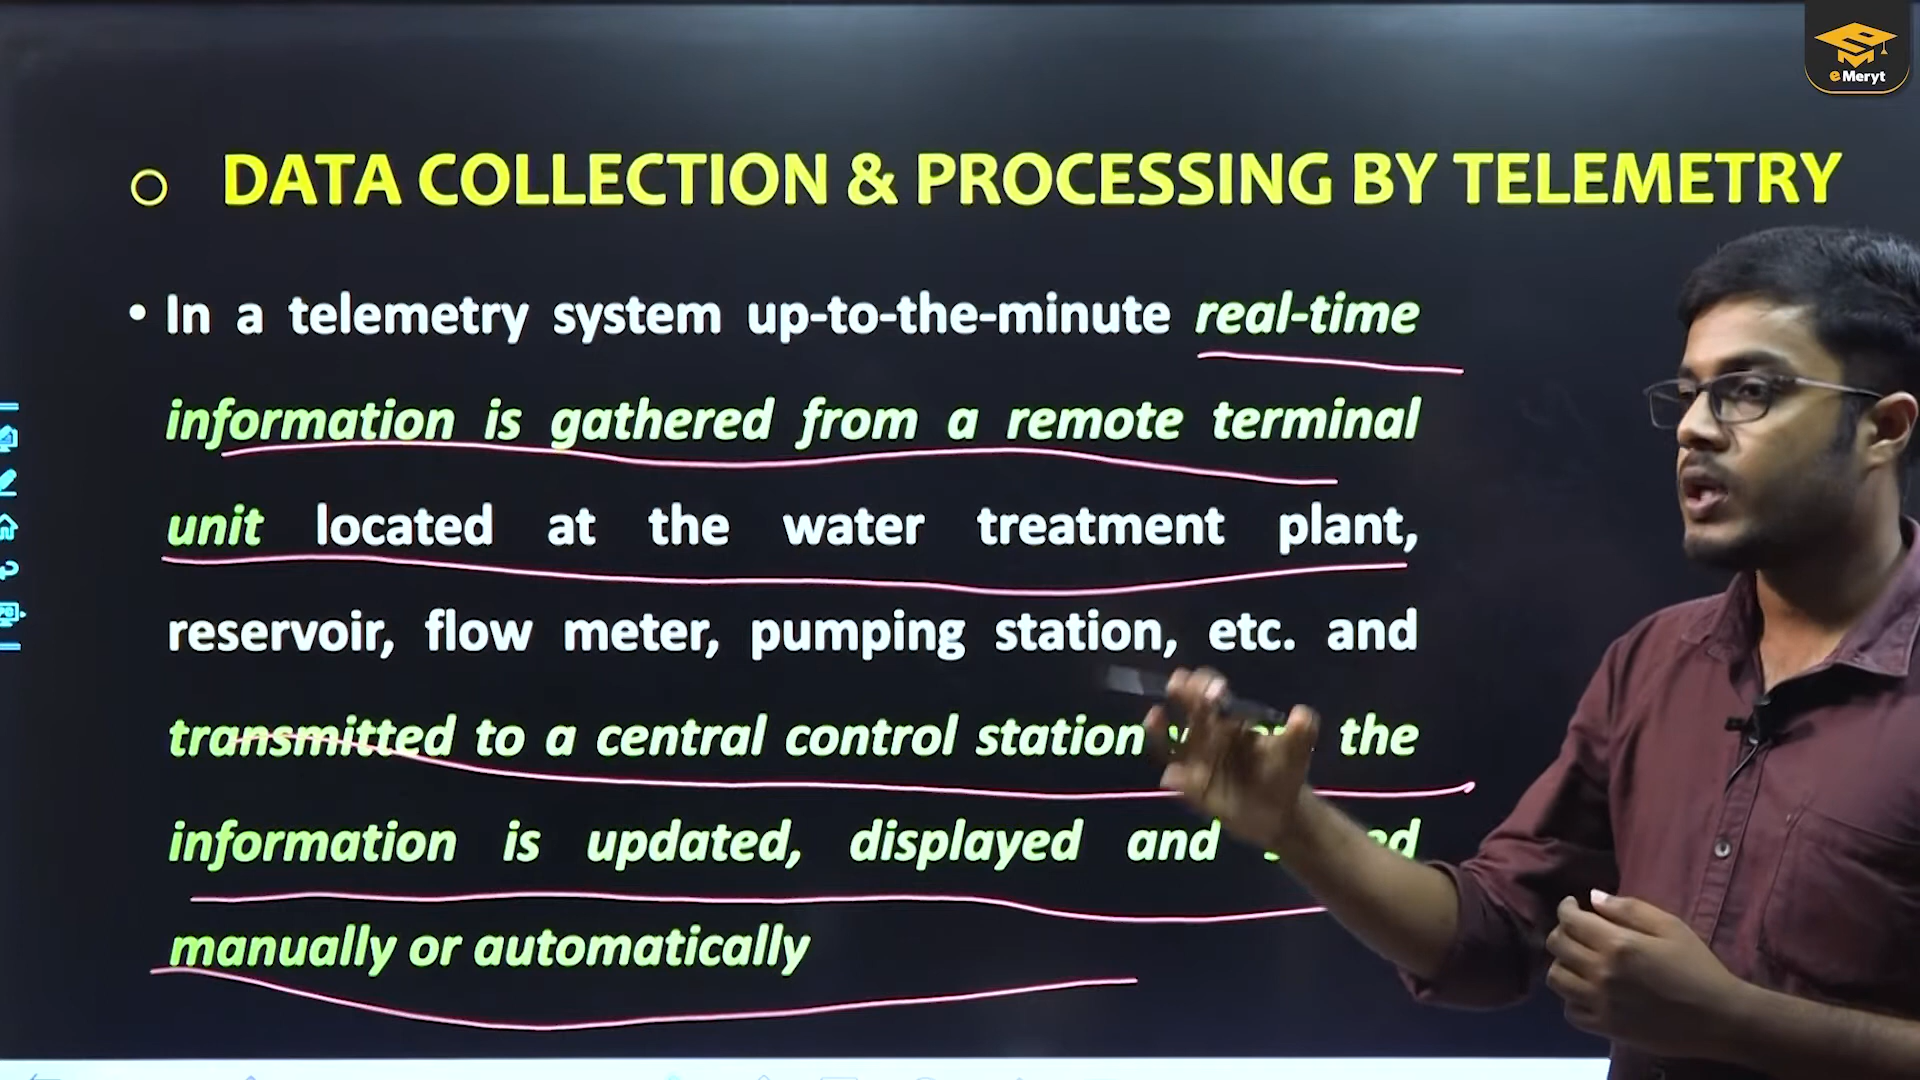 eMeryt
DATA COLLECTION & PROCESSING BY TELEMETRY
• In a telemetry system up-to-the-minute real-time
information is gathered from a remote terminal
unit located at the water treatment plant,
reservoir, flow meter, pumping station, etc. and
transmitted to a central control station the
information is updated, displayed and
manually or automatically